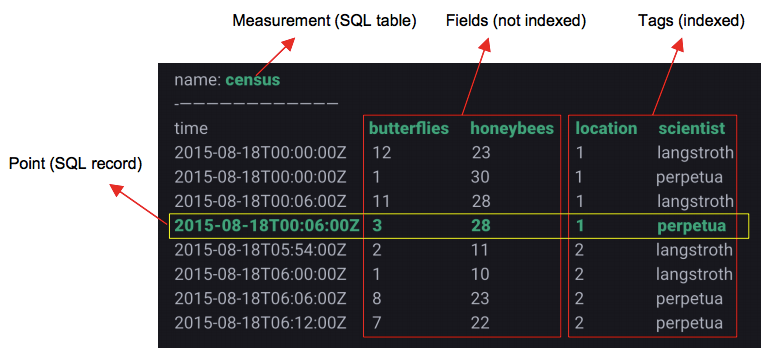 Measurement (SQL table) Fields (not indexed) Tags (indexed)
name: census
-------------
time butterflies honeybees location scientist
2015-08-18T00:00:00Z 12 23 1 langstroth
2015-08-18T00:00:00Z 1 30 1 perpetua
Point (SQL record)
2015-08-18T00:06:00Z 11 28 1 langstroth
2015-08-18T00:06:00Z 3 28 1 perpetua
2015-08-18T05:54:00Z 2 11 2 langstroth
2015-08-18T06:00:00Z 1 10 2 langstroth
2015-08-18T06:06:00Z 8 23 2 perpetua
2015-08-18T06:12:00Z 7 22 2 perpetua